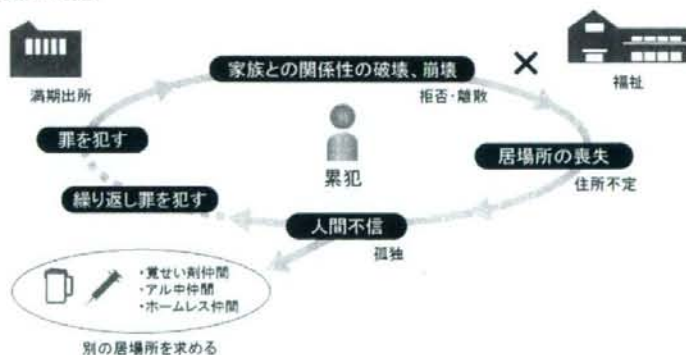 家族との関係性の破壊、崩壊
満期出所
拒否・離散
福祉
罪を犯す
居場所の喪失
累犯
住所不定
繰り返し罪を犯す
人間不信
孤独
・覚せい剤仲間
・アル中仲間
・ホームレス仲間
別の居場所を求める